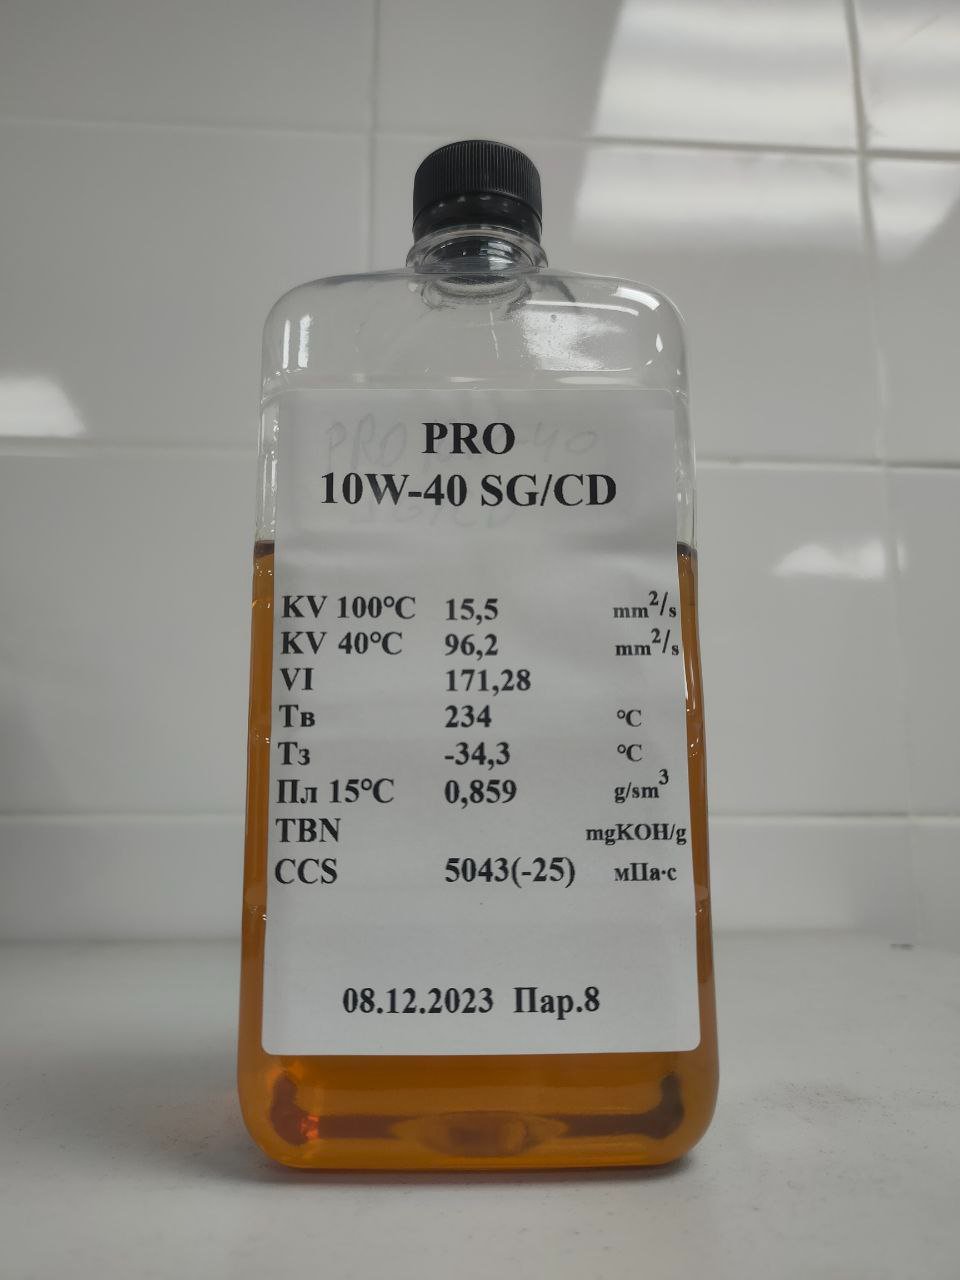 PRO
10W-40 SG/CD
KV 100°C 15,5 mm²/s
KV 40°C 96,2 mm²/s
VI 171,28
Тв 234 °C
Тз -34,3 °C
Пл 15°C 0,859 g/sm³
TBN mgKOH/g
CCS 5043(-25) мПа·с
08.12.2023 Пар.8